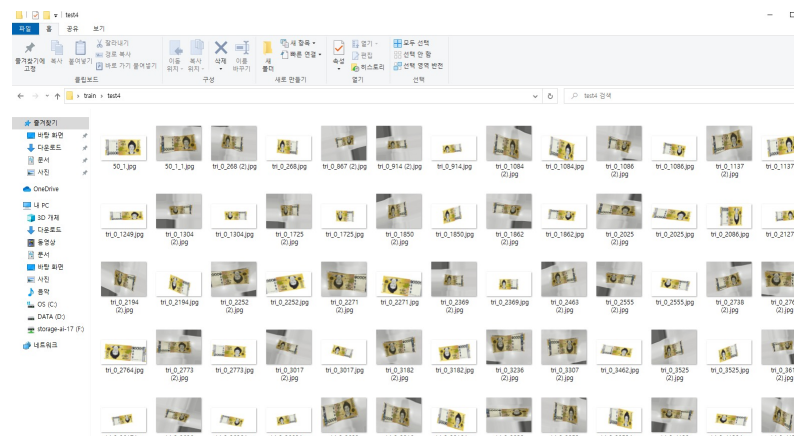 test4
파일 홈 공유 보기
즐겨찾기에 고정
복사
붙여넣기
잘라내기
경로 복사
바로 가기 붙여넣기
클립보드
이동 위치
복사 위치
삭제
이름 바꾸기
구성
새 폴더
새 항목
빠른 연결
새로 만들기
속성
열기
편집
히스토리
열기
모두 선택
선택 안 함
선택 영역 반전
선택
train > test4
test4 검색
즐겨찾기
바탕 화면
다운로드
문서
사진
OneDrive
내 PC
3D 개체
다운로드
동영상
문서
바탕 화면
사진
음악
OS (C:)
DATA (D:)
storage-ai-17 (F:)
네트워크
50_1.jpg 50_1_1.jpg tri_0_268 (2).jpg tri_0_268.jpg tri_0_867 (2).jpg tri_0_914 (2).jpg tri_0_914.jpg tri_0_1084 (2).jpg tri_0_1084.jpg tri_0_1086 (2).jpg tri_0_1086.jpg tri_0_1137 (2).jpg tri_0_1137
tri_0_1249.jpg tri_0_1304 (2).jpg tri_0_1304.jpg tri_0_1725 (2).jpg tri_0_1725.jpg tri_0_1850 (2).jpg tri_0_1850.jpg tri_0_1862 (2).jpg tri_0_1862.jpg tri_0_2025 (2).jpg tri_0_2025.jpg tri_0_2086.jpg tri_0_2127
tri_0_2194 (2).jpg tri_0_2194.jpg tri_0_2252 (2).jpg tri_0_2252.jpg tri_0_2271 (2).jpg tri_0_2271.jpg tri_0_2369 (2).jpg tri_0_2369.jpg tri_0_2463 (2).jpg tri_0_2555 (2).jpg tri_0_2555.jpg tri_0_2738 (2).jpg tri_0_276 (2).jp
tri_0_2764.jpg tri_0_2773 (2).jpg tri_0_2773.jpg tri_0_3017 (2).jpg tri_0_3017.jpg tri_0_3182 (2).jpg tri_0_3182.jpg tri_0_3236 (2).jpg tri_0_3307 (2).jpg tri_0_3462.jpg tri_0_3525 (2).jpg tri_0_3525.jpg tri_0_361 (2).jp